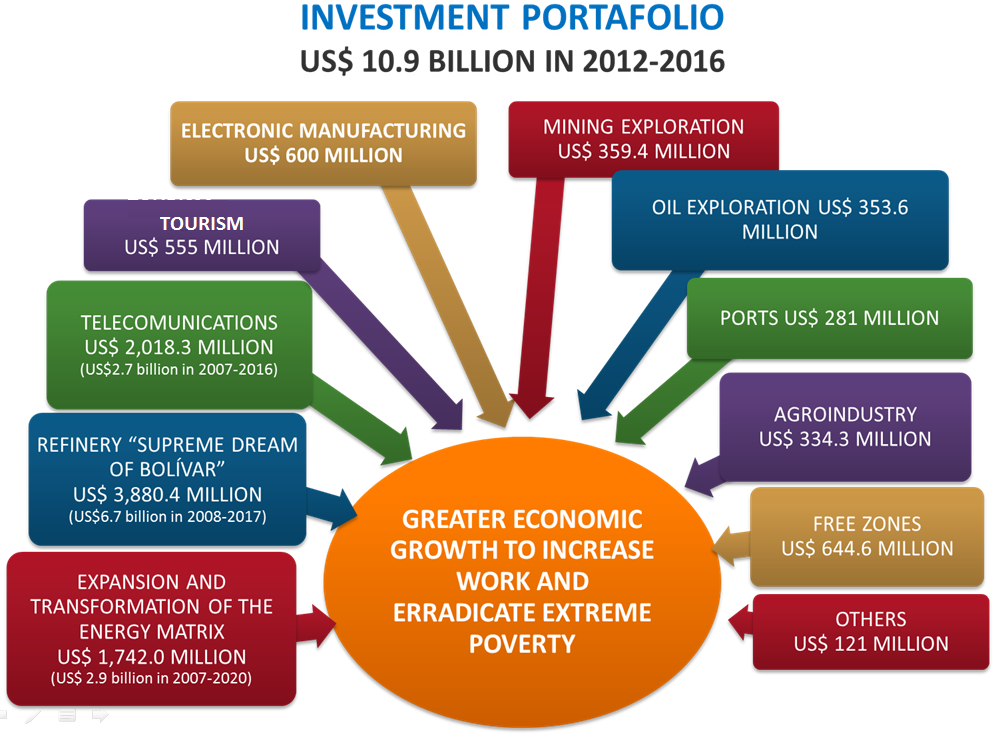 INVESTMENT PORTAFOLIO
US$ 10.9 BILLION IN 2012-2016
ELECTRONIC MANUFACTURING
US$ 600 MILLION
MINING EXPLORATION
US$ 359.4 MILLION
TOURISM
US$ 555 MILLION
OIL EXPLORATION US$ 353.6
MILLION
TELECOMUNICATIONS
US$ 2,018.3 MILLION
(US$2.7 billion in 2007-2016)
PORTS US$ 281 MILLION
REFINERY “SUPREME DREAM
OF BOLÍVAR”
US$ 3,880.4 MILLION
(US$6.7 billion in 2008-2017)
AGROINDUSTRY
US$ 334.3 MILLION
EXPANSION AND
TRANSFORMATION OF THE
ENERGY MATRIX
US$ 1,742.0 MILLION
(US$ 2.9 billion in 2007-2020)
FREE ZONES
US$ 644.6 MILLION
OTHERS
US$ 121 MILLION
GREATER ECONOMIC
GROWTH TO INCREASE
WORK AND
ERRADICATE EXTREME
POVERTY